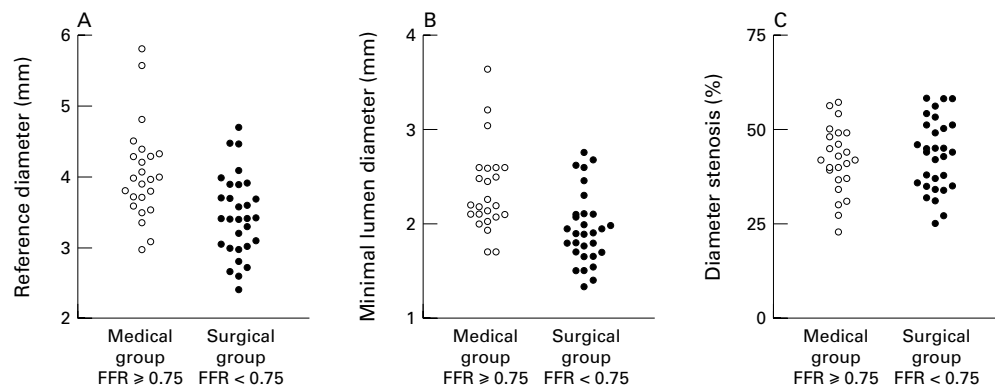 A
Reference diameter (mm)
6
5
4
3
2
Medical
group
FFR ⩾ 0.75
Surgical
group
FFR < 0.75
B
Minimal lumen diameter (mm)
4
3
2
1
Medical
group
FFR ⩾ 0.75
Surgical
group
FFR < 0.75
C
Diameter stenosis (%)
75
50
25
0
Medical
group
FFR ⩾ 0.75
Surgical
group
FFR < 0.75